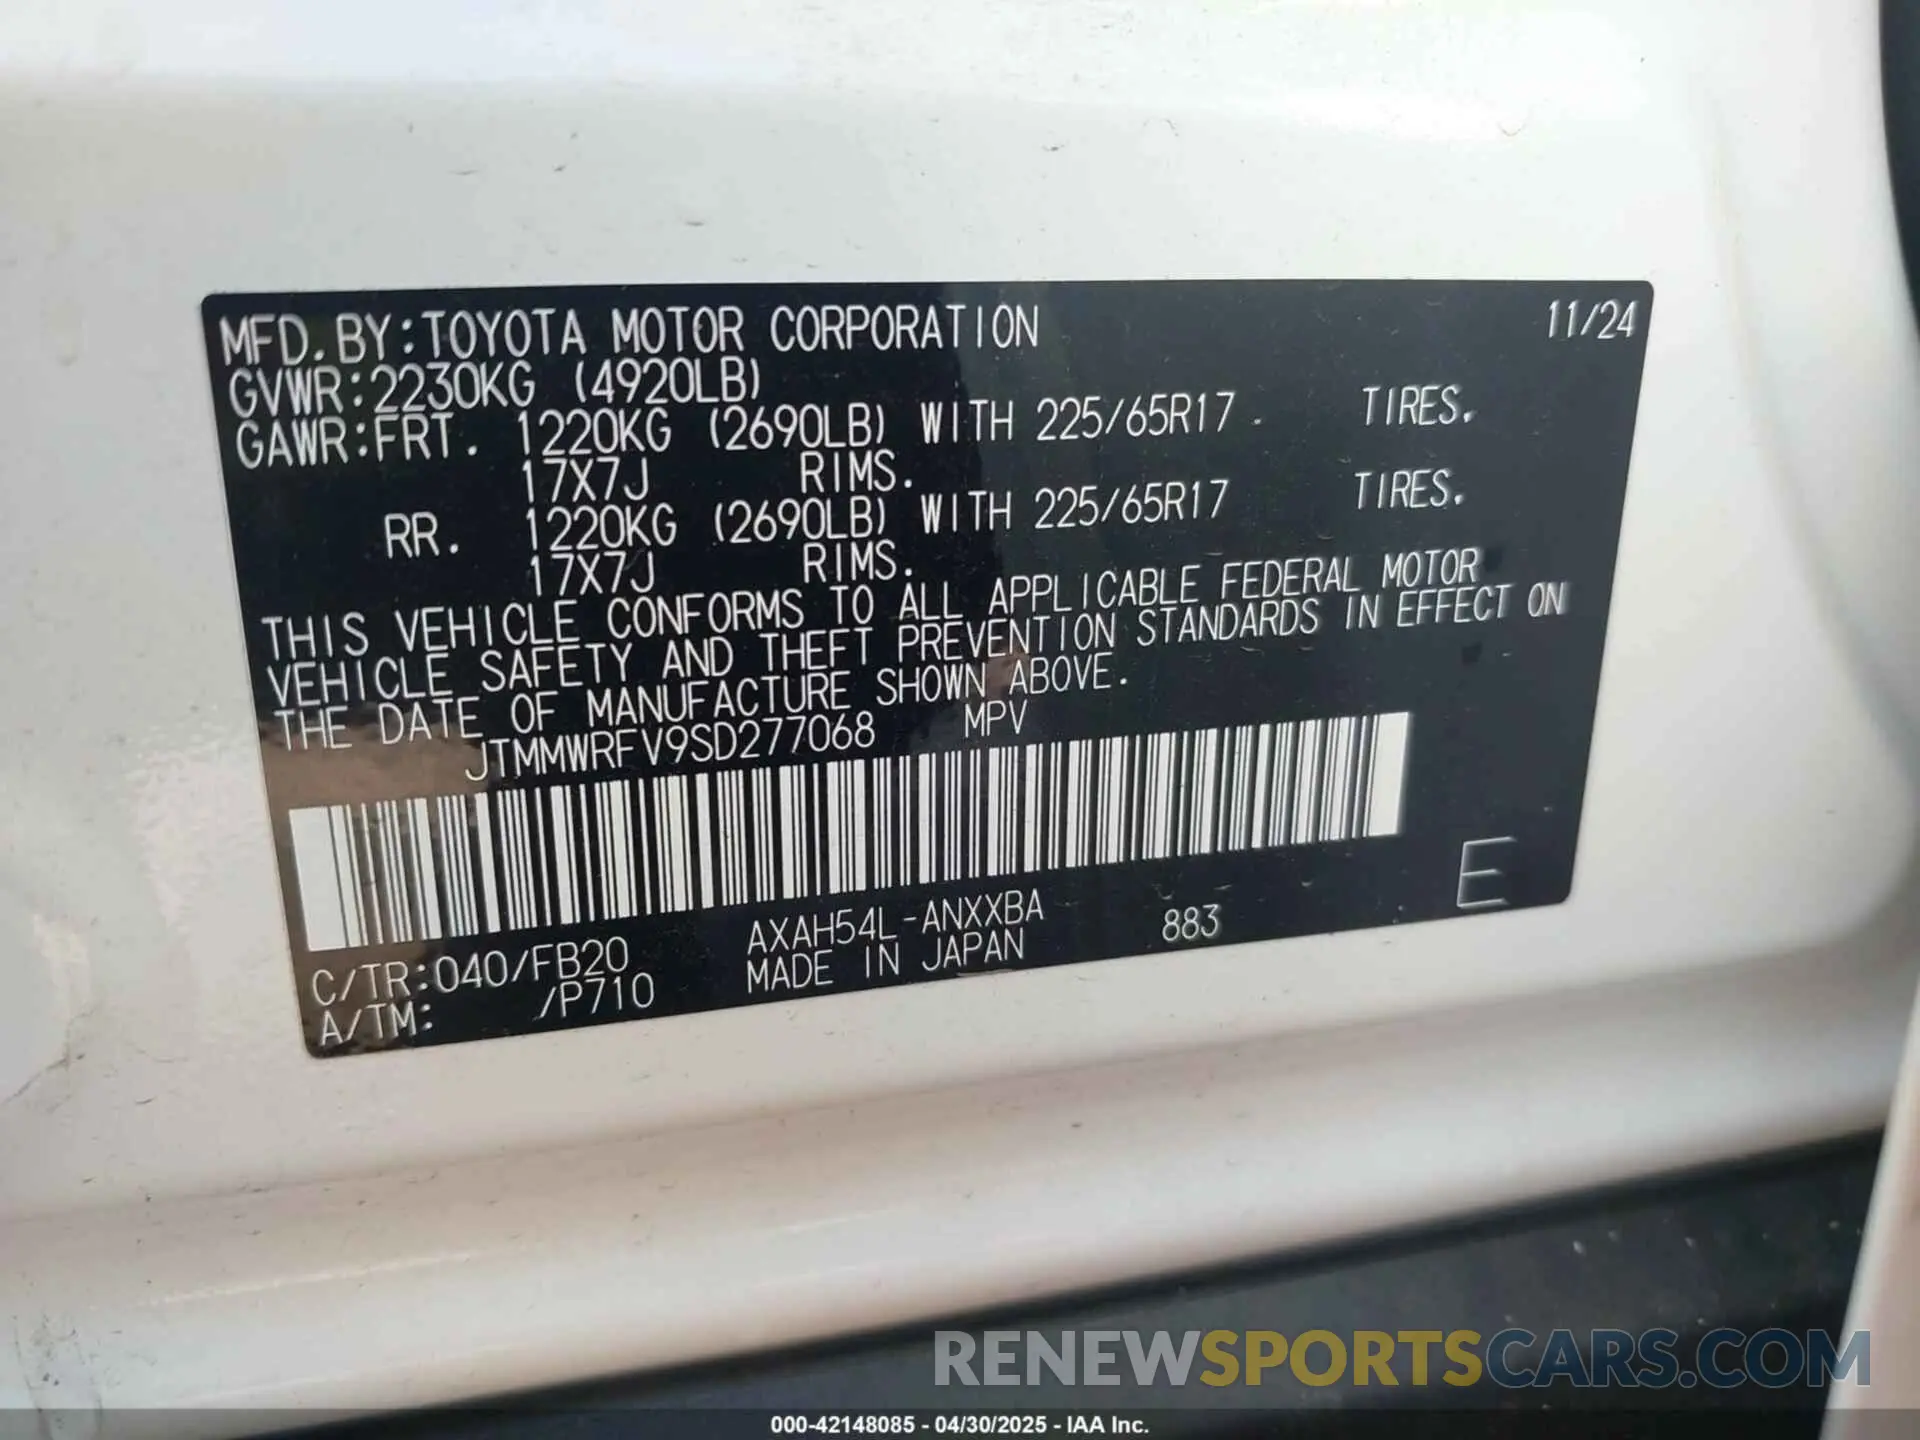 MFD.BY:TOYOTA MOTOR CORPORATION 11/24
GVWR:2230KG (4920LB)
GAWR:FRT. 1220KG (2690LB) WITH 225/65R17 TIRES.
17X7J RIMS.
RR. 1220KG (2690LB) WITH 225/65R17 TIRES.
17X7J RIMS.
THIS VEHICLE CONFORMS TO ALL APPLICABLE FEDERAL MOTOR
VEHICLE SAFETY AND THEFT PREVENTION STANDARDS IN EFFECT ON
THE DATE OF MANUFACTURE SHOWN ABOVE.
JTMMWRFV9SD277068 MPV
E
C/TR:040/FB20 AXAH54L-ANXXBA 883
A/TM: /P710 MADE IN JAPAN
RENEWSPORTSCARS.COM
000-42148085 - 04/30/2025 - IAA Inc.